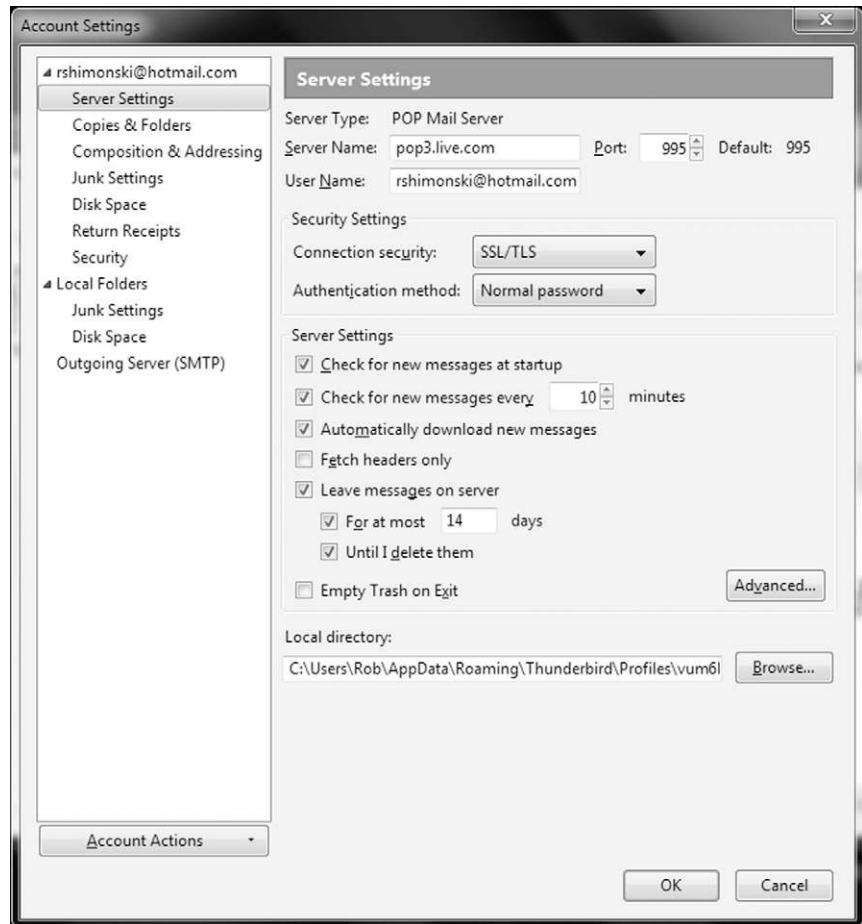 Account Settings
x
rshimonski@hotmail.com
Server Settings
Copies & Folders
Composition & Addressing
Junk Settings
Disk Space
Return Receipts
Security
Local Folders
Junk Settings
Disk Space
Outgoing Server (SMTP)
Account Actions
Server Settings
Server Type: POP Mail Server
Server Name: pop3.live.com Port: 995 Default: 995
User Name: rshimonski@hotmail.com
Security Settings
Connection security: SSL/TLS
Authentication method: Normal password
Server Settings
Check for new messages at startup
Check for new messages every 10 minutes
Automatically download new messages
Fetch headers only
Leave messages on server
For at most 14 days
Until I delete them
Empty Trash on Exit Advanced...
Local directory:
C:\Users\Rob\AppData\Roaming\Thunderbird\Profiles\vum6l Browse...
OK Cancel